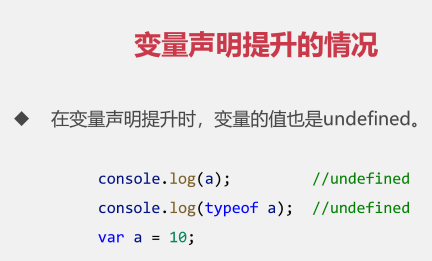 变量声明提升的情况
◆ 在变量声明提升时，变量的值也是undefined。
console.log(a); //undefined
console.log(typeof a); //undefined
var a = 10;